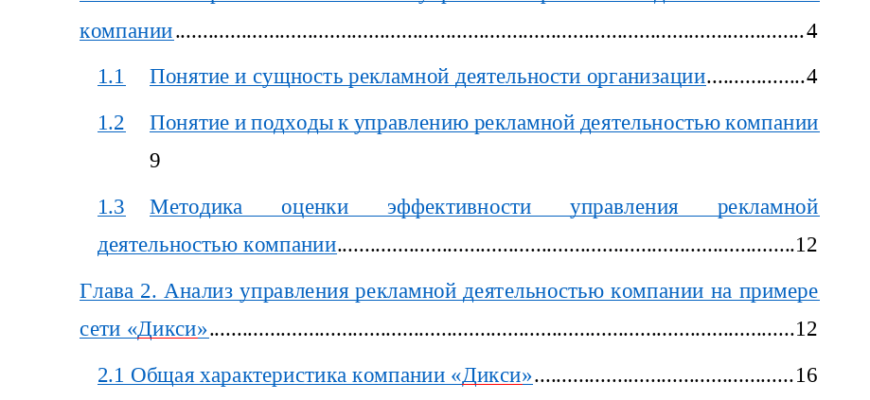 компании....................................................................................................................4
1.1 Понятие и сущность рекламной деятельности организации..................4
1.2 Понятие и подходы к управлению рекламной деятельностью компании
9
1.3 Методика оценки эффективности управления рекламной
деятельностью компании...................................................................................12
Глава 2. Анализ управления рекламной деятельностью компании на примере
сети «Дикси»...........................................................................................................12
2.1 Общая характеристика компании «Дикси»...............................................16